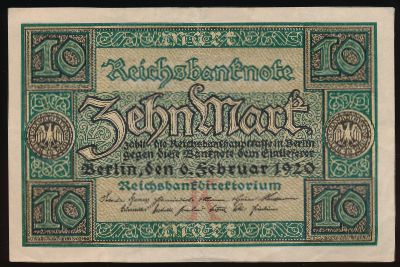 10 10
Reichsbanknote
Zehn Mark
zahlt die Reichsbankhauptkasse in Berlin
gegen diese Banknote dem Einlieferer
Berlin, den 6. Februar 1920
Reichsbankdirektorium
10 10